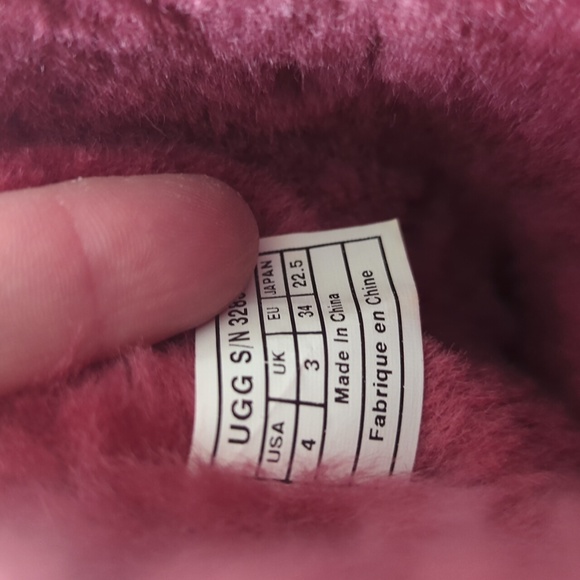 UGG S/N 328
USA UK EU JAPAN
4 3 34 22.5
Made In China
Fabrique en Chine